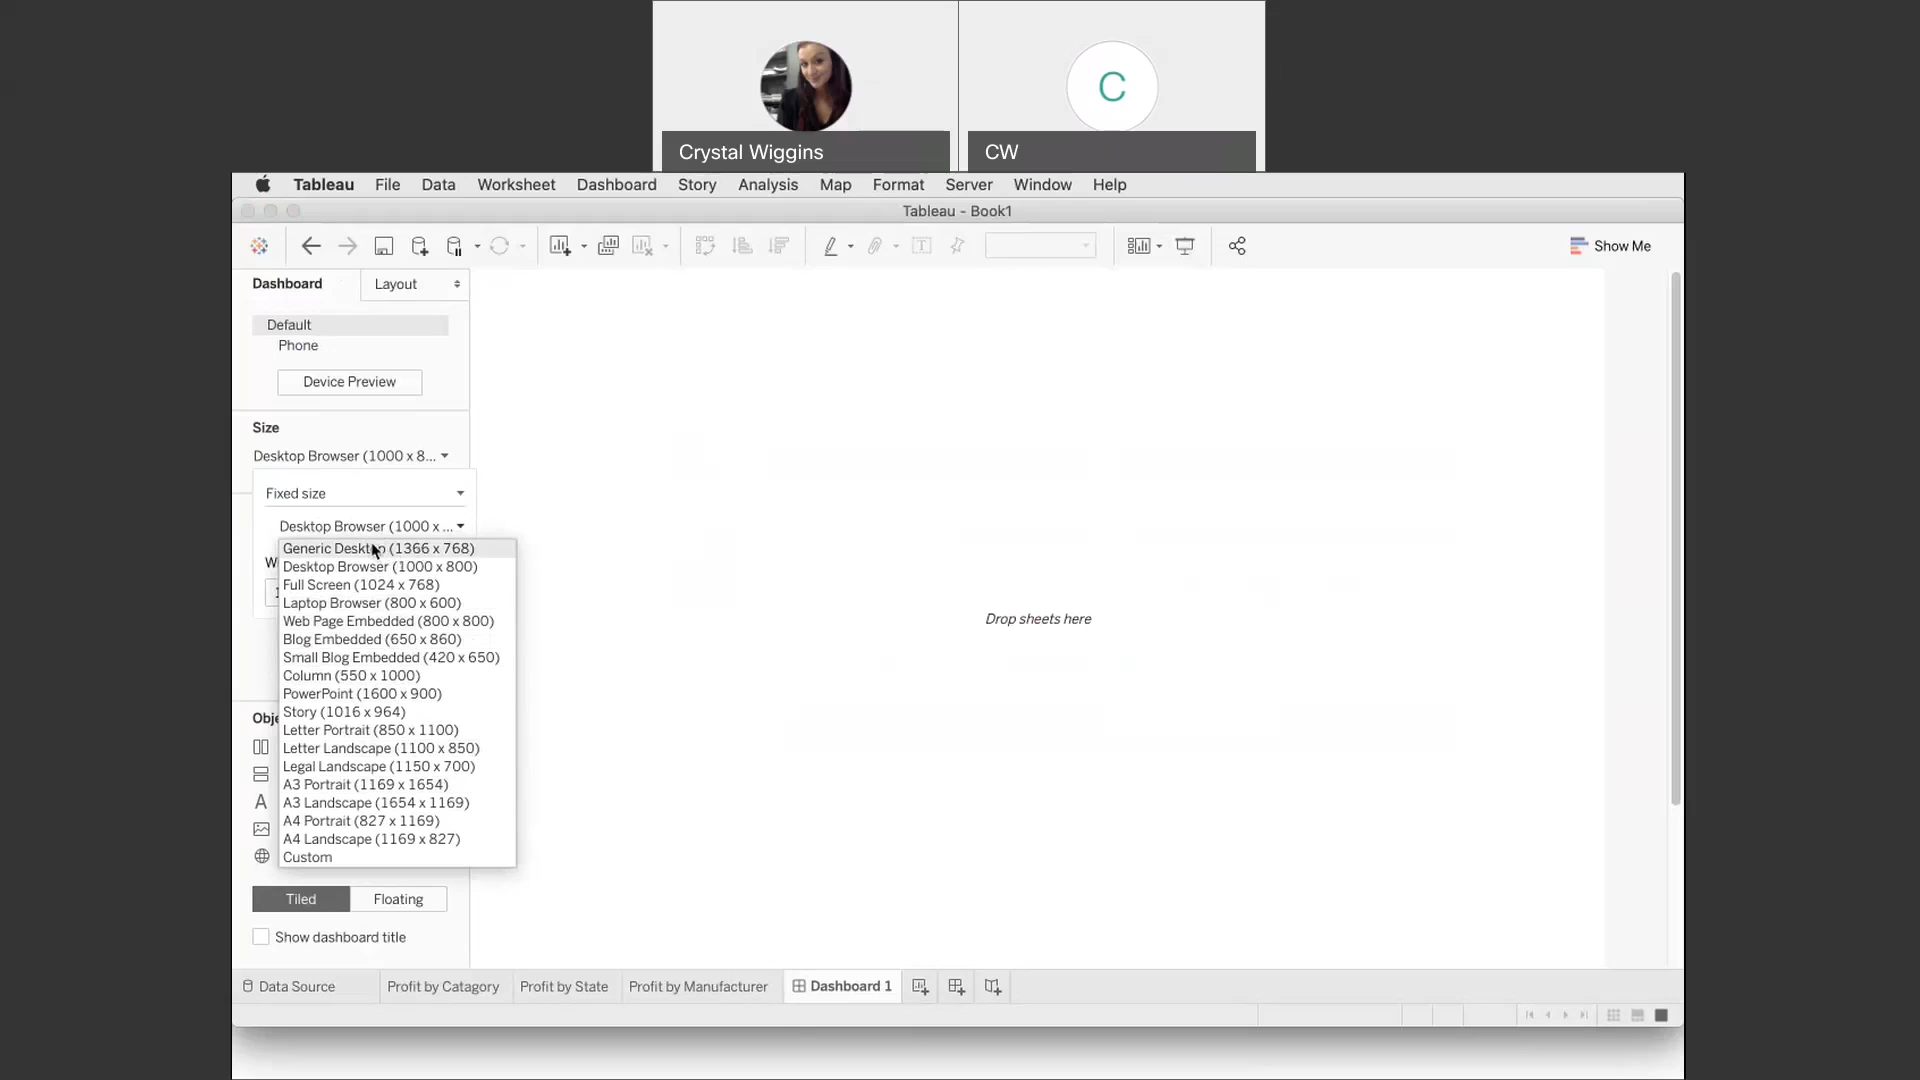 C
Crystal Wiggins
CW
Tableau File Data Worksheet Dashboard Story Analysis Map Format Server Window Help
Tableau - Book1
Show Me
Dashboard
Layout
Default
Phone
Device Preview
Size
Desktop Browser (1000 x 8...
Fixed size
Desktop Browser (1000 x ...
Generic Desktop (1366 x 768)
Desktop Browser (1000 x 800)
Full Screen (1024 x 768)
Laptop Browser (800 x 600)
Web Page Embedded (800 x 800)
Blog Embedded (650 x 860)
Small Blog Embedded (420 x 650)
Column (550 x 1000)
PowerPoint (1600 x 900)
Story (1016 x 964)
Letter Portrait (850 x 1100)
Letter Landscape (1100 x 850)
Legal Landscape (1150 x 700)
A3 Portrait (1169 x 1654)
A3 Landscape (1654 x 1169)
A4 Portrait (827 x 1169)
A4 Landscape (1169 x 827)
Custom
W
Obje
A
Drop sheets here
Tiled
Floating
Show dashboard title
Data Source
Profit by Catagory
Profit by State
Profit by Manufacturer
Dashboard 1